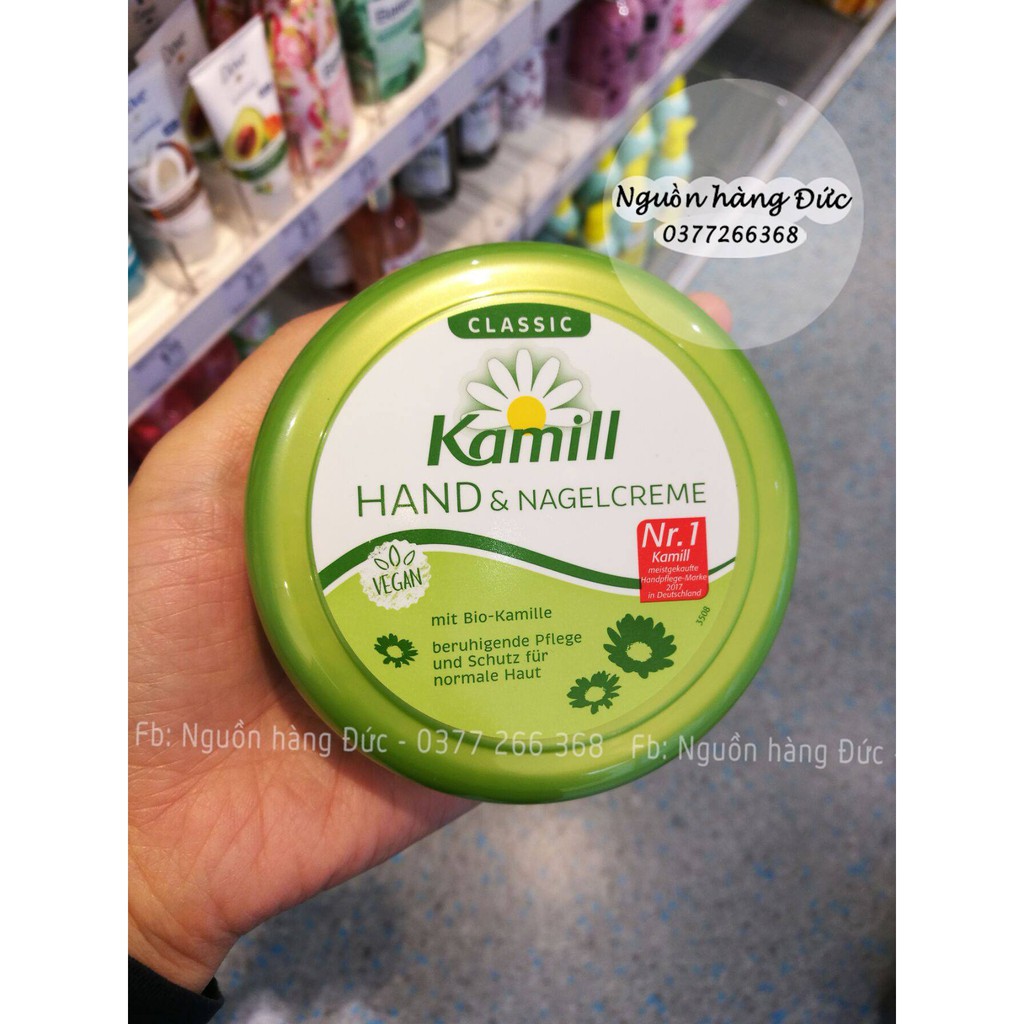 Dove
Nguồn hàng Đức
0377266368
CLASSIC
Kamill
HAND & NAGELCREME
Nr.1
Kamill
meistgekaufte
Handpflege-Marke
2017
in Deutschland
VEGAN
mit Bio-Kamille
beruhigende Pflege
und Schutz für
normale Haut
350B
Fb: Nguồn hàng Đức - 0377 266 368 Fb: Nguồn hàng Đức -